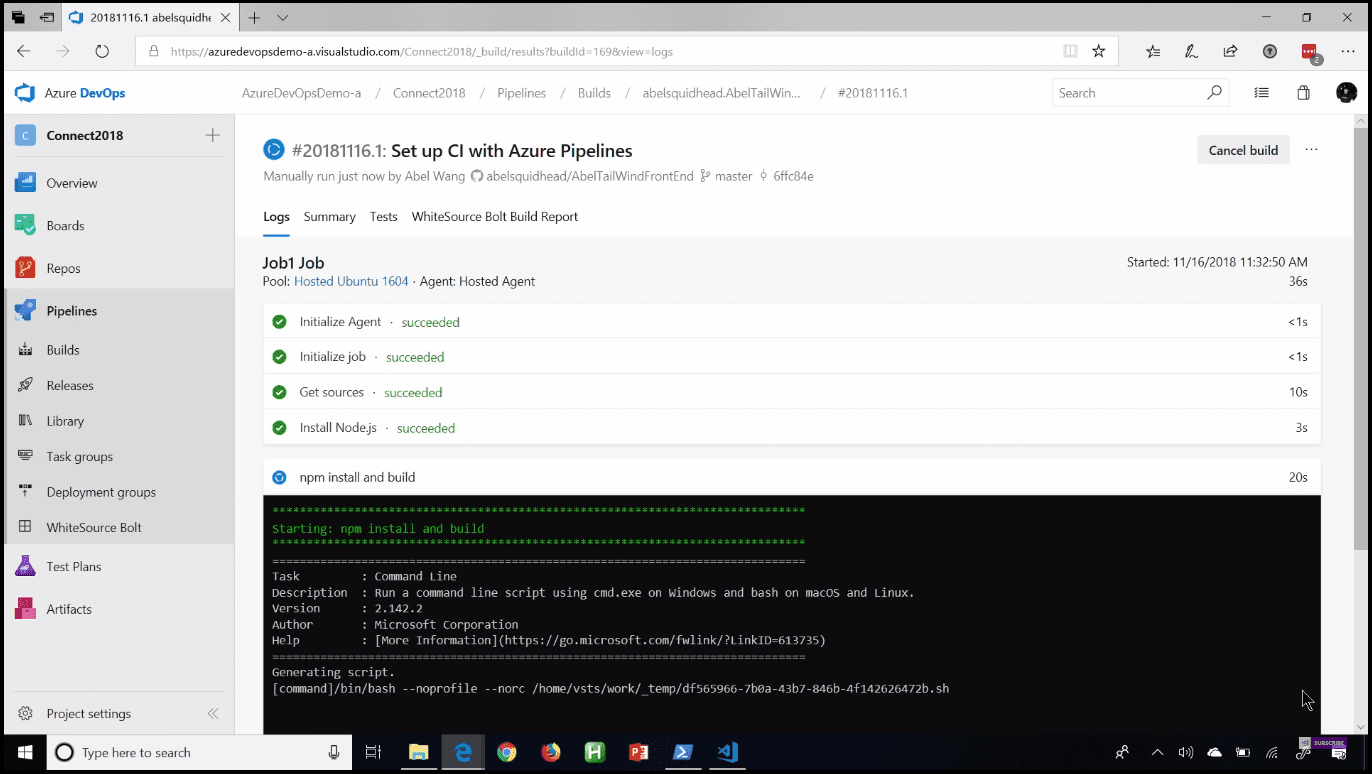 20181116.1 abelsquidhe
https://azuredevopsdemo-a.visualstudio.com/Connect2018/_build/results?buildId=169&view=logs
2
Azure DevOps
AzureDevOpsDemo-a / Connect2018 / Pipelines / Builds / abelsquidhead.AbelTailWin... / #20181116.1
Search
C Connect2018
Overview
Boards
Repos
Pipelines
Builds
Releases
Library
Task groups
Deployment groups
WhiteSource Bolt
Test Plans
Artifacts
Project settings
#20181116.1: Set up CI with Azure Pipelines
Cancel build
Manually run just now by Abel Wang abelsquidhead/AbelTailWindFrontEnd master 6ffc84e
Logs Summary Tests WhiteSource Bolt Build Report
Job1 Job
Started: 11/16/2018 11:32:50 AM
Pool: Hosted Ubuntu 1604 · Agent: Hosted Agent
36s
Initialize Agent · succeeded <1s
Initialize job · succeeded <1s
Get sources · succeeded 10s
Install Node.js · succeeded 3s
npm install and build 20s
******************************************************************************
Starting: npm install and build
******************************************************************************
==============================================================================
Task : Command Line
Description : Run a command line script using cmd.exe on Windows and bash on macOS and Linux.
Version : 2.142.2
Author : Microsoft Corporation
Help : [More Information](https://go.microsoft.com/fwlink/?LinkID=613735)
==============================================================================
Generating script.
[command]/bin/bash --noprofile --norc /home/vsts/work/_temp/df565966-7b0a-43b7-846b-4f142626472b.sh
Type here to search
SUBSCRIBE